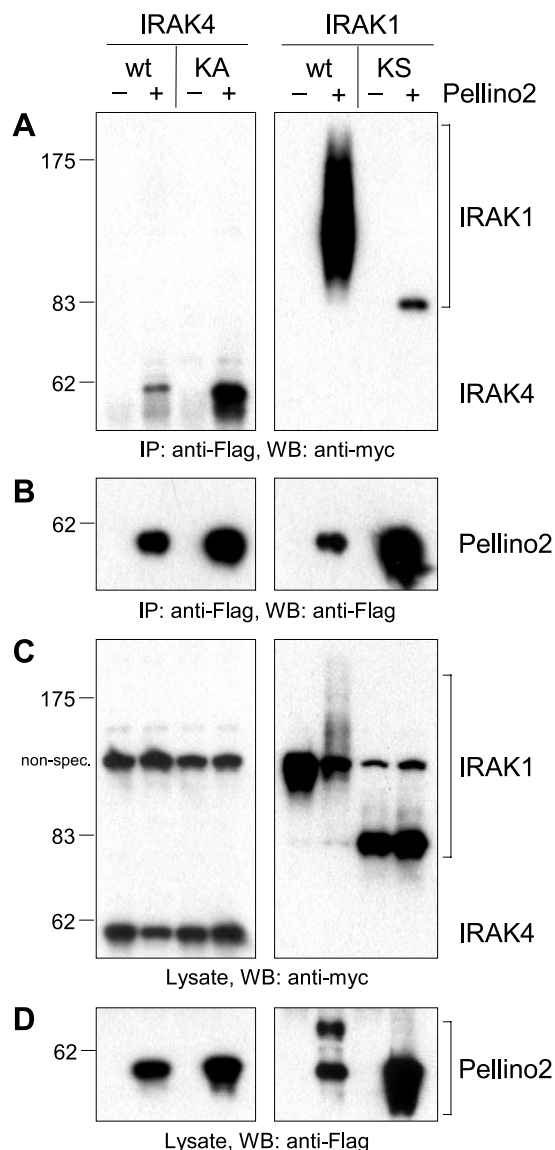 IRAK4 IRAK1
wt KA wt KS
– + – + – + – + Pellino2
A
175
IRAK1
83
62 IRAK4
IP: anti-Flag, WB: anti-myc
B
62
Pellino2
IP: anti-Flag, WB: anti-Flag
C
175
non-spec. IRAK1
83
62 IRAK4
Lysate, WB: anti-myc
D
62
Pellino2
Lysate, WB: anti-Flag